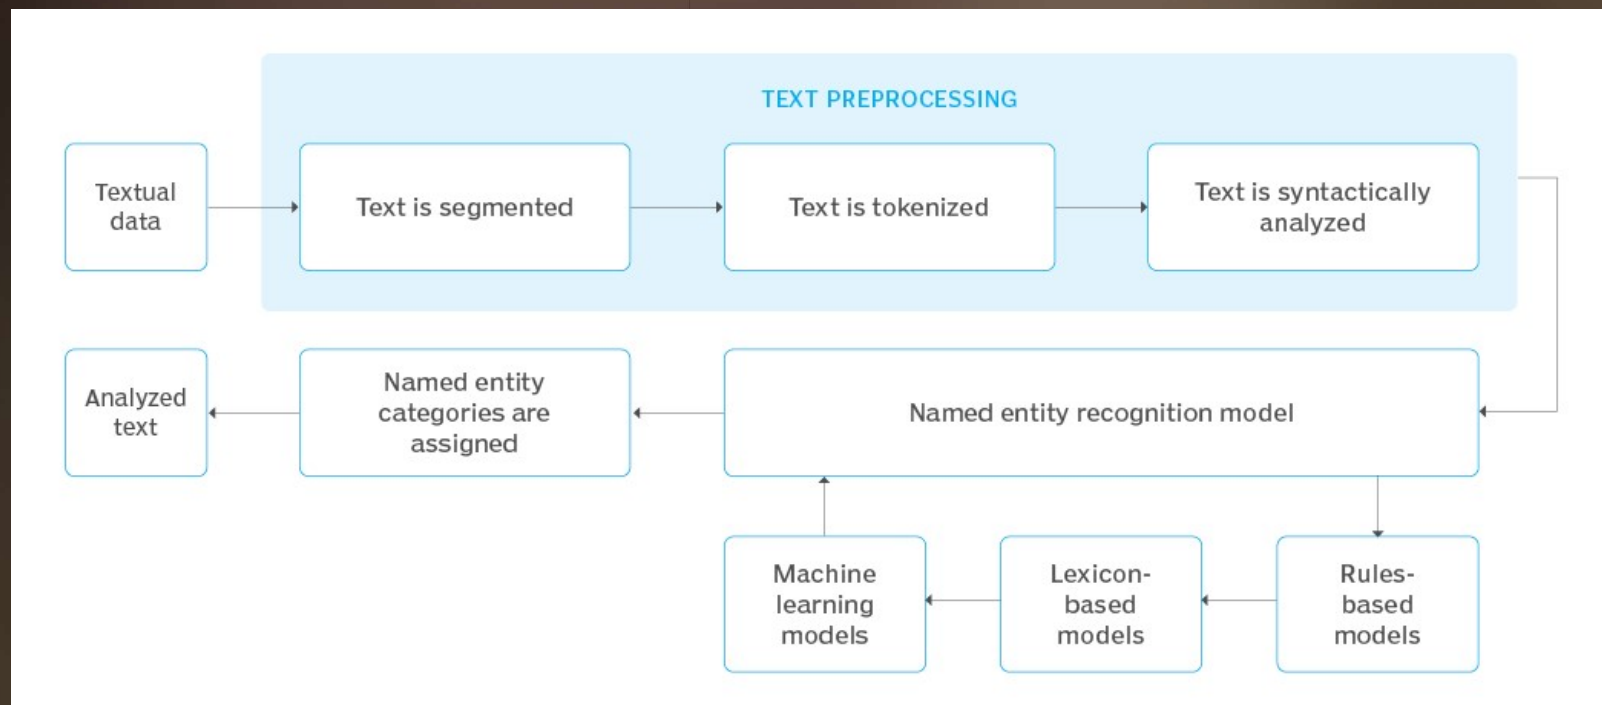 TEXT PREPROCESSING
Textual
data
Text is segmented
Text is tokenized
Text is syntactically
analyzed
Analyzed
text
Named entity
categories are
assigned
Named entity recognition model
Machine
learning
models
Lexicon-
based
models
Rules-
based
models